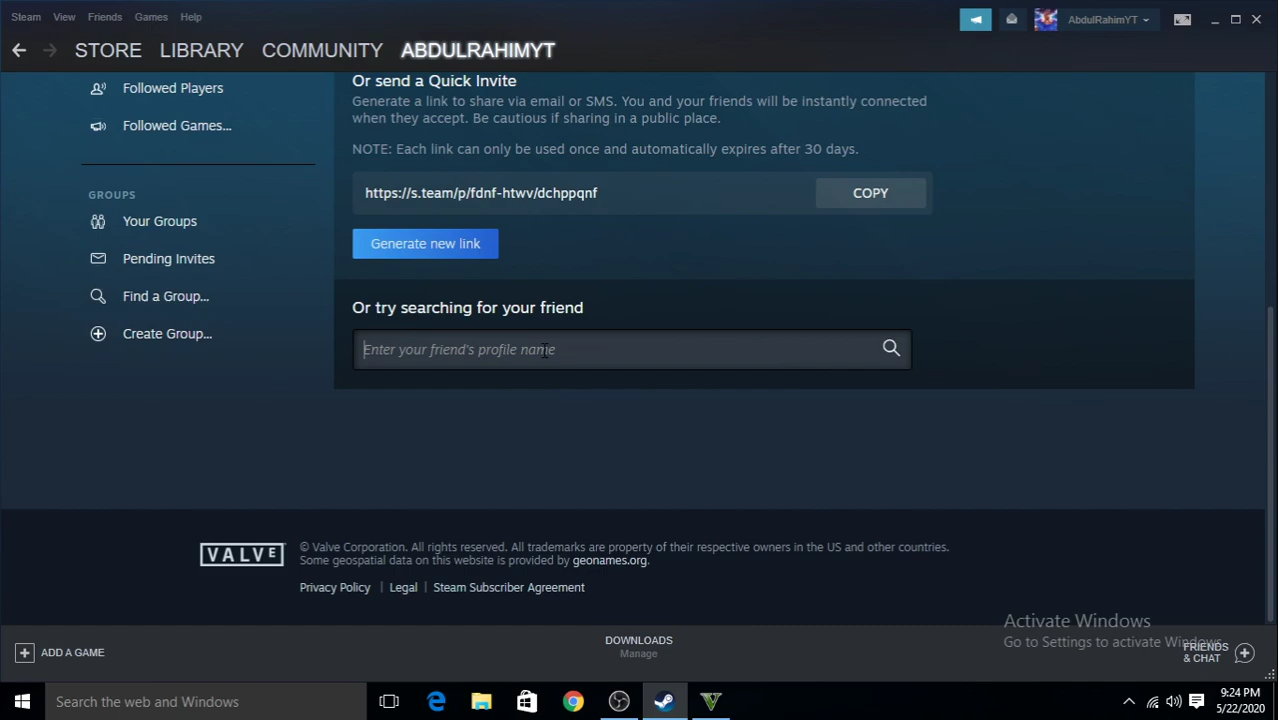 Steam View Friends Games Help
AbdulRahimYT
STORE LIBRARY COMMUNITY ABDULRAHIMYT
Followed Players
Followed Games...
GROUPS
Your Groups
Pending Invites
Find a Group...
Create Group...
Or send a Quick Invite
Generate a link to share via email or SMS. You and your friends will be instantly connected
when they accept. Be cautious if sharing in a public place.
NOTE: Each link can only be used once and automatically expires after 30 days.
https://s.team/p/fdnf-htwv/dchppqnf COPY
Generate new link
Or try searching for your friend
Enter your friend's profile name
VALVE
© Valve Corporation. All rights reserved. All trademarks are property of their respective owners in the US and other countries.
Some geospatial data on this website is provided by geonames.org.
Privacy Policy | Legal | Steam Subscriber Agreement
Activate Windows
Go to Settings to activate Windows.
ADD A GAME
DOWNLOADS
Manage
FRIENDS
& CHAT
Search the web and Windows
9:24 PM
5/22/2020